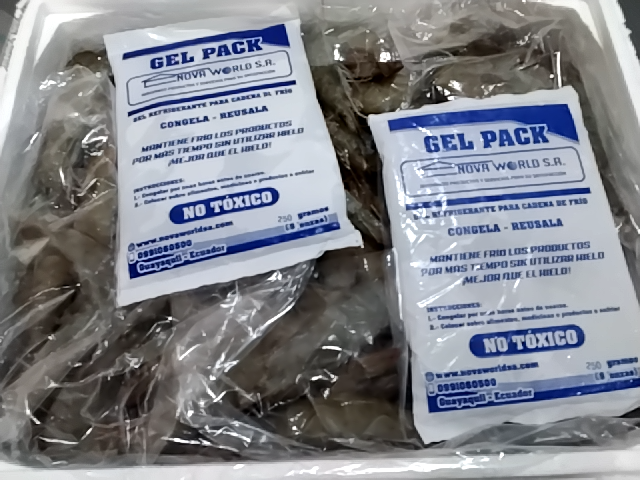 GEL PACK
NOVA WORLD S.A.
GEL REFRIGERANTE PARA CADENA DE FRÍO
CONGELA - REUSALA
MANTIENE FRIO LOS PRODUCTOS
POR MAS TIEMPO SIN UTILIZAR HIELO
¡MEJOR QUE EL HIELO!
INSTRUCCIONES:
NO TÓXICO
250 gramos
www.novaworldsa.com
0991060500
Guayaquil - Ecuador
GEL PACK
NOVA WORLD S.A.
GEL REFRIGERANTE PARA CADENA DE FRÍO
CONGELA - REUSALA
MANTIENE FRIO LOS PRODUCTOS
POR MAS TIEMPO SIN UTILIZAR HIELO
¡MEJOR QUE EL HIELO!
INSTRUCCIONES:
NO TÓXICO
250 gramos
www.novaworldsa.com
0991060500
Guayaquil - Ecuador